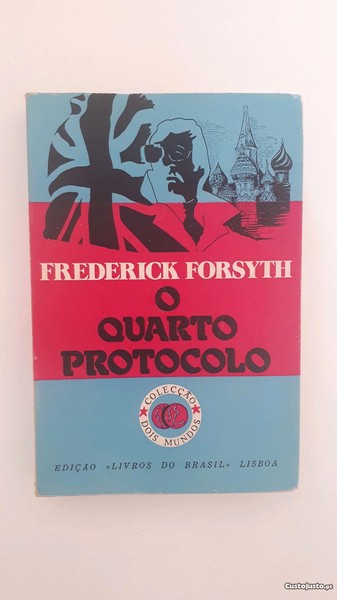 FREDERICK FORSYTH
O
QUARTO
PROTOCOLO
COLECÇÃO
DOIS MUNDOS
EDIÇÃO «LIVROS DO BRASIL» LISBOA
CustoJusto.pt